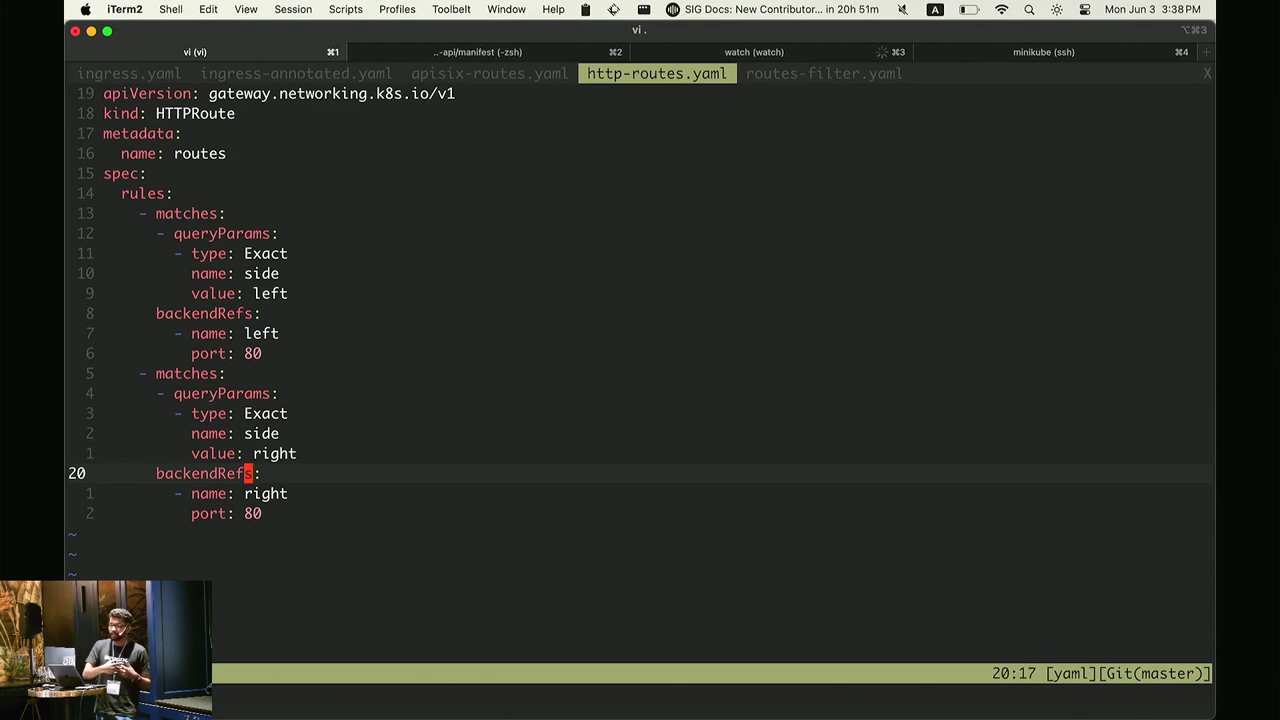 iTerm2 Shell Edit View Session Scripts Profiles Toolbelt Window Help SIG Docs: New Contributor... in 20h 51m A Mon Jun 3 3:38 PM
vi . ⌥⌘3
vi (vi) ⌘1 ..-api/manifest (-zsh) ⌘2 watch (watch) ⌘3 minikube (ssh) ⌘4 +
ingress.yaml ingress-annotated.yaml apisix-routes.yaml http-routes.yaml routes-filter.yaml X
19 apiVersion: gateway.networking.k8s.io/v1
18 kind: HTTPRoute
17 metadata:
16 name: routes
15 spec:
14 rules:
13 - matches:
12 - queryParams:
11 - type: Exact
10 name: side
9 value: left
8 backendRefs:
7 - name: left
6 port: 80
5 - matches:
4 - queryParams:
3 - type: Exact
2 name: side
1 value: right
20 backendRefs:
1 - name: right
2 port: 80
~
~
~
20:17 [yaml][Git(master)]